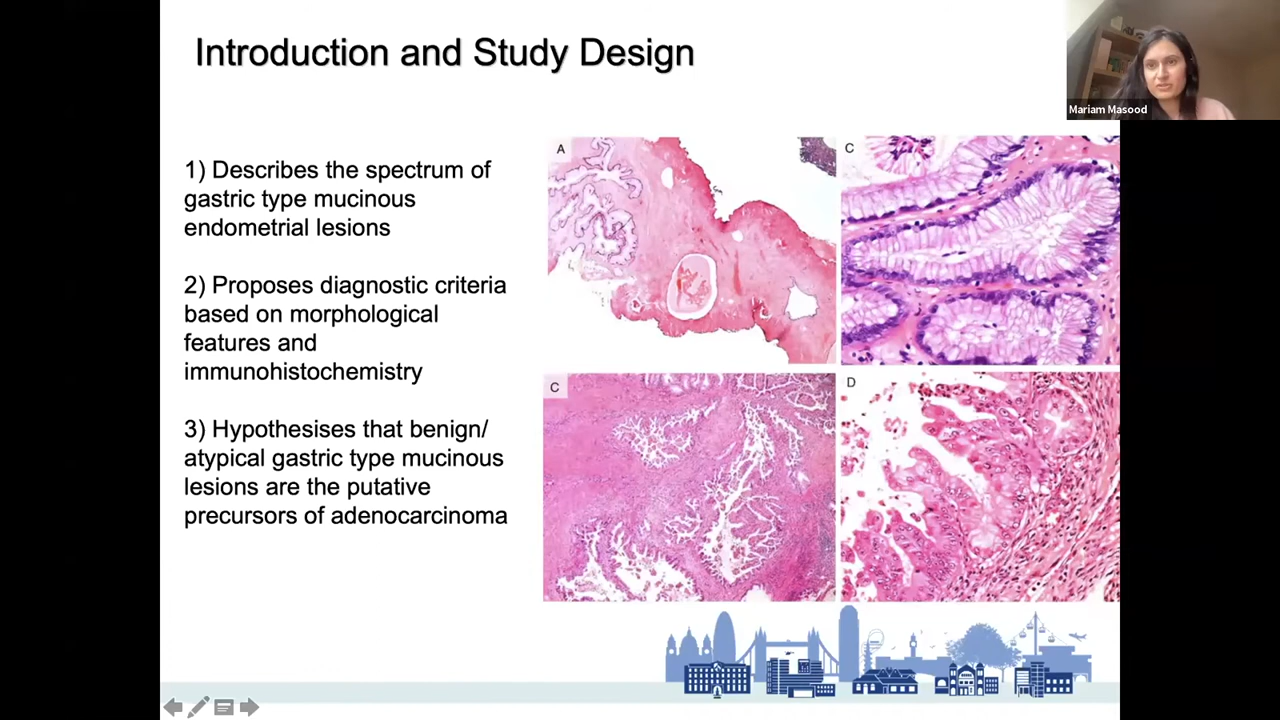 Introduction and Study Design
Mariam Masood
1) Describes the spectrum of
gastric type mucinous
endometrial lesions
2) Proposes diagnostic criteria
based on morphological
features and
immunohistochemistry
3) Hypothesises that benign/
atypical gastric type mucinous
lesions are the putative
precursors of adenocarcinoma
A
C
C
D